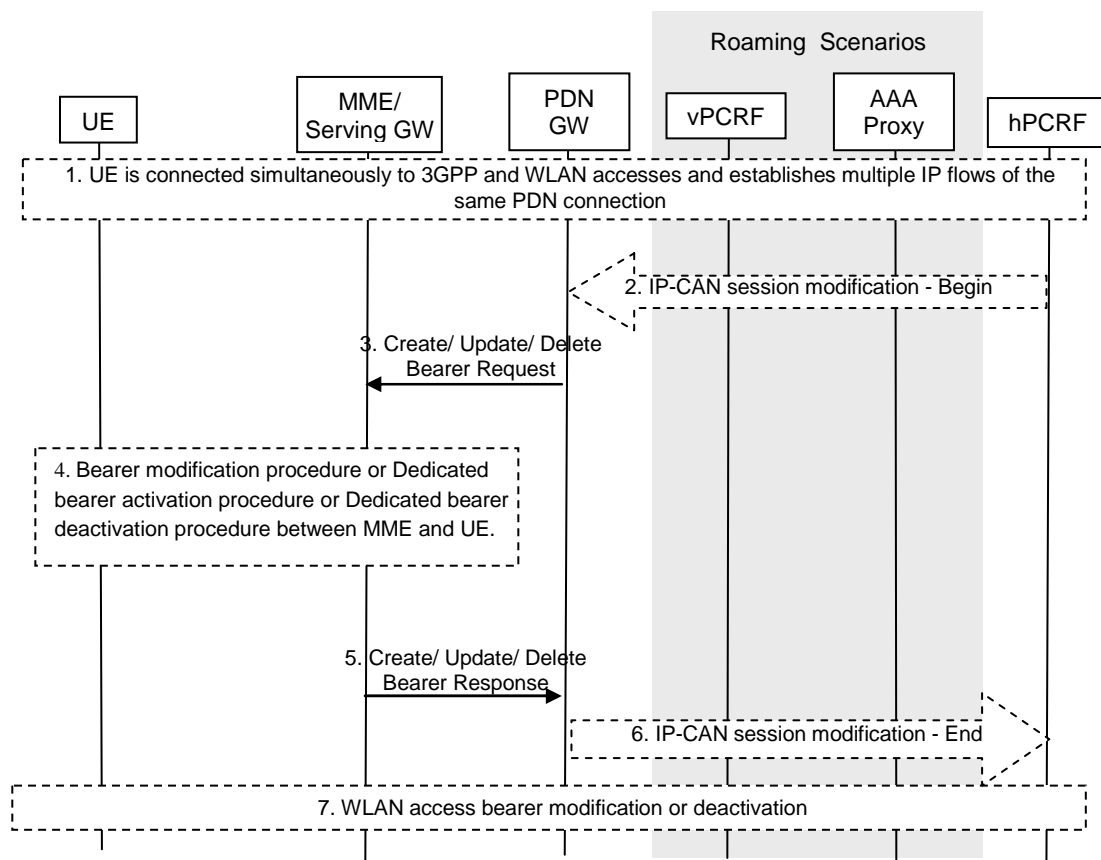 Roaming Scenarios
UE
MME/
Serving GW
PDN
GW
vPCRF
AAA
Proxy
hPCRF
1. UE is connected simultaneously to 3GPP and WLAN accesses and establishes multiple IP flows of the
same PDN connection
2. IP-CAN session modification - Begin
3. Create/ Update/ Delete
Bearer Request
4. Bearer modification procedure or Dedicated
bearer activation procedure or Dedicated bearer
deactivation procedure between MME and UE.
5. Create/ Update/ Delete
Bearer Response
6. IP-CAN session modification - End
7. WLAN access bearer modification or deactivation